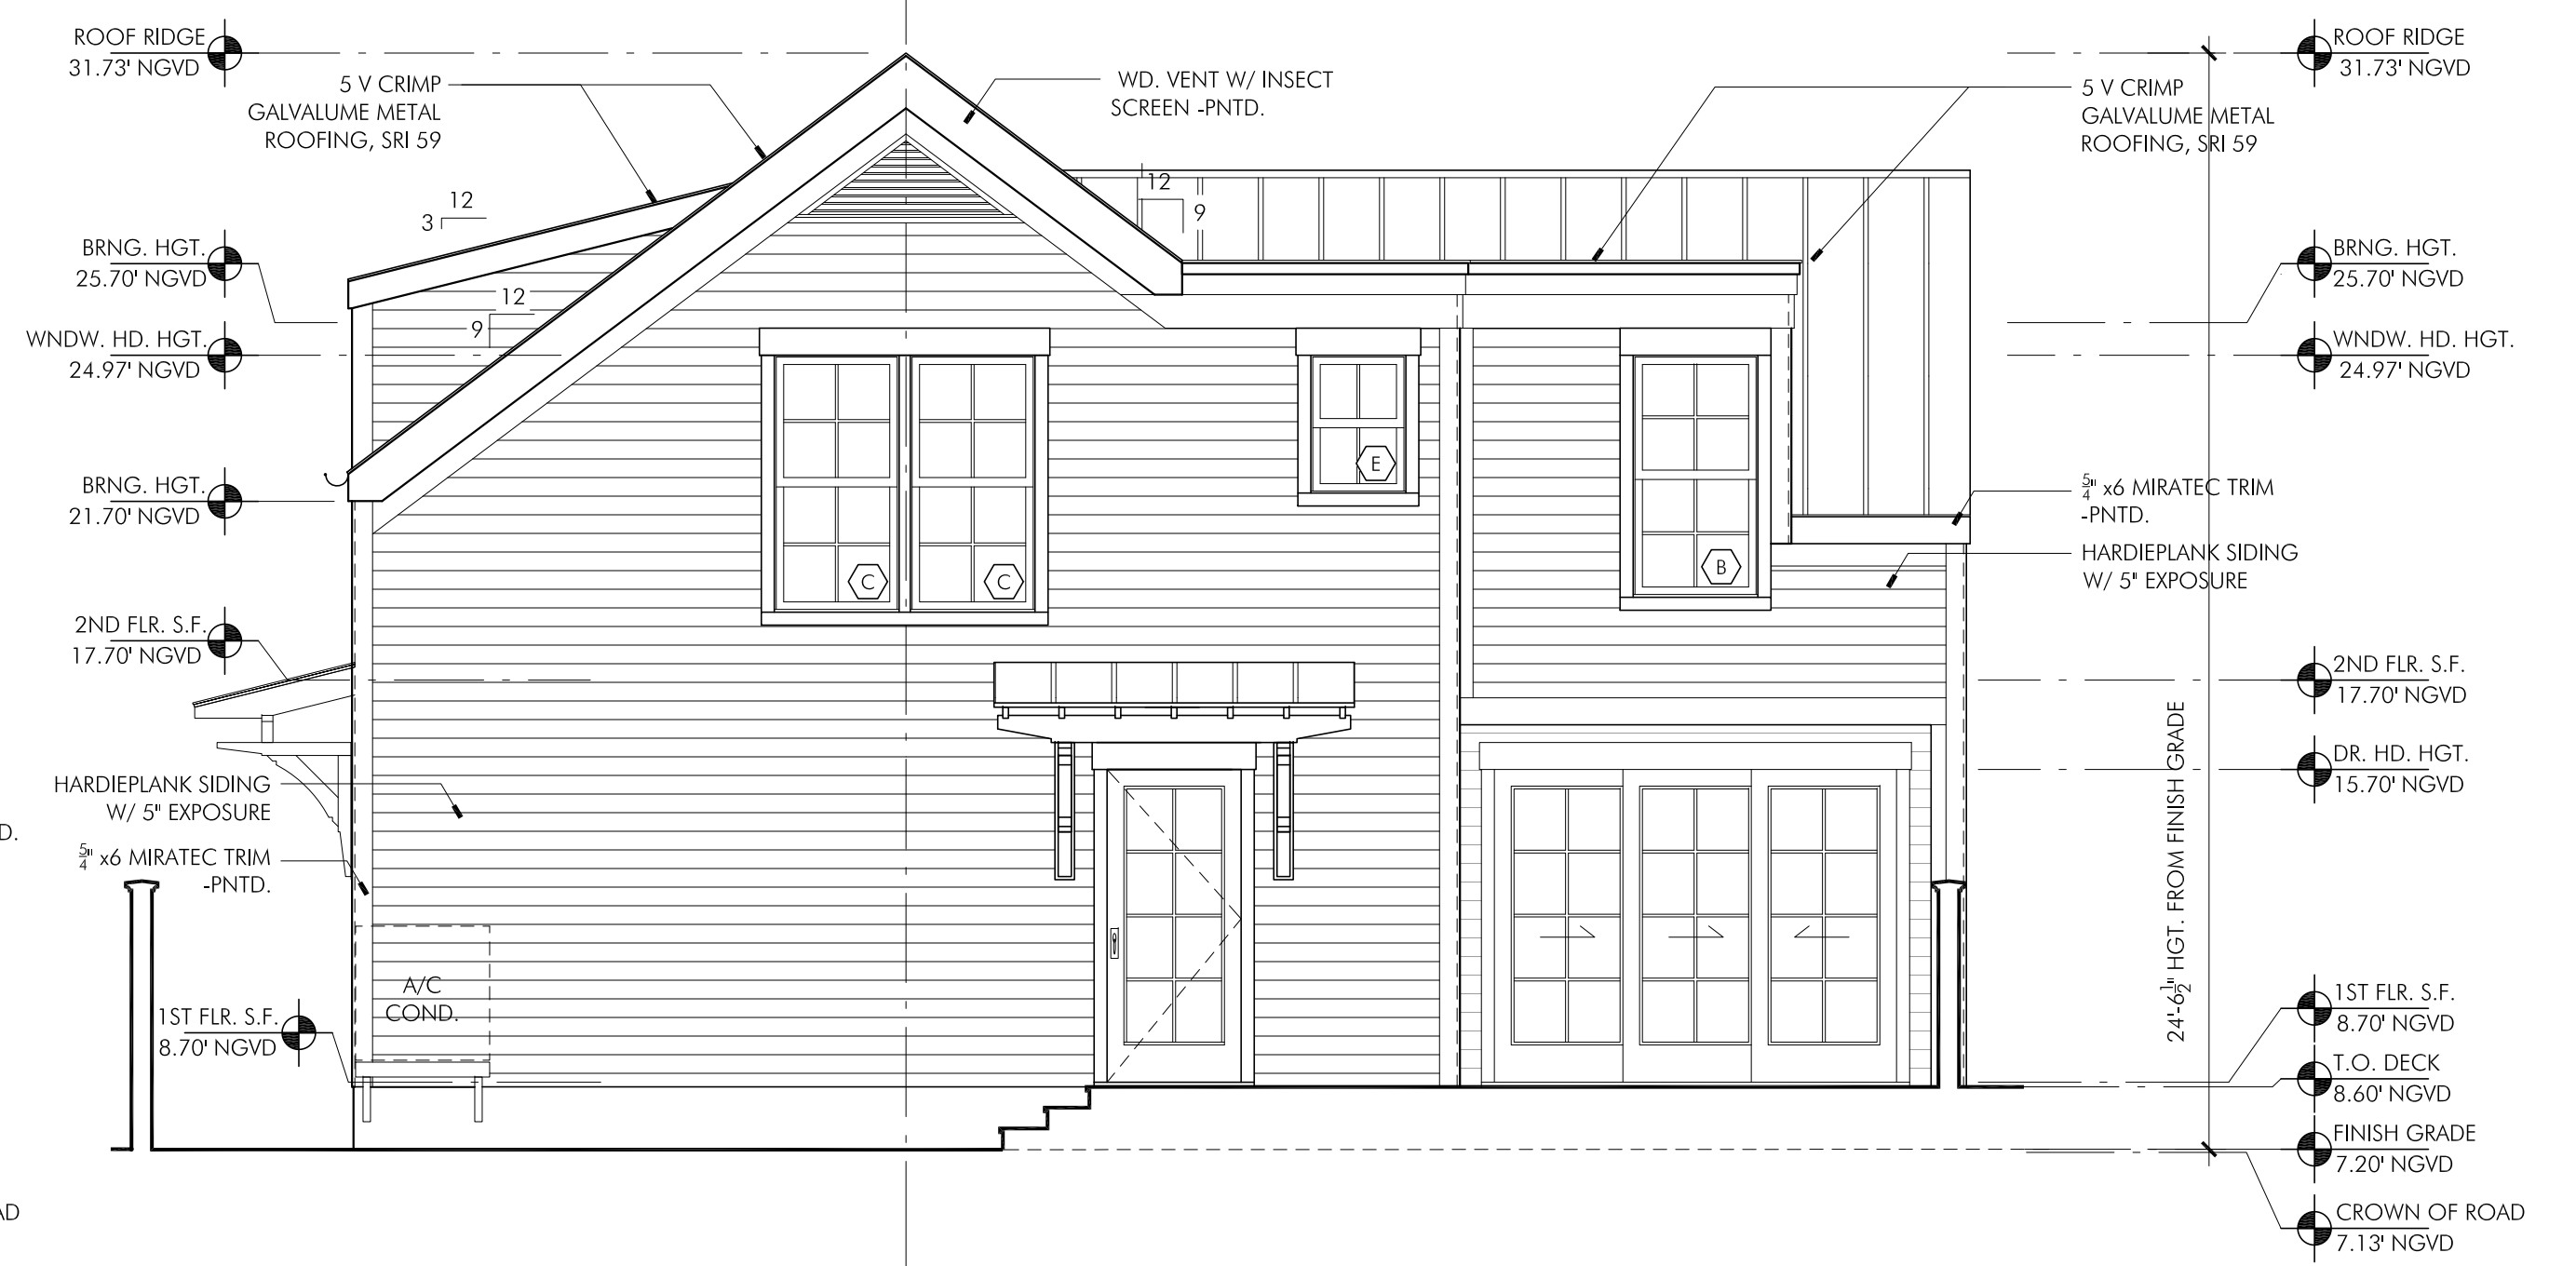 ROOF RIDGE
31.73' NGVD
5 V CRIMP
GALVALUME METAL
ROOFING, SRI 59
WD. VENT W/ INSECT
SCREEN -PNTD.
ROOF RIDGE
31.73' NGVD
5 V CRIMP
GALVALUME METAL
ROOFING, SRI 59
12
3
12
9
BRNG. HGT.
25.70' NGVD
12
9
BRNG. HGT.
25.70' NGVD
WNDW. HD. HGT.
24.97' NGVD
WNDW. HD. HGT.
24.97' NGVD
E
BRNG. HGT.
21.70' NGVD
5/4" x6 MIRATEC TRIM
-PNTD.
C
C
B
HARDIEPLANK SIDING
W/ 5" EXPOSURE
2ND FLR. S.F.
17.70' NGVD
2ND FLR. S.F.
17.70' NGVD
DR. HD. HGT.
15.70' NGVD
24'-6 1/2" HGT. FROM FINISH GRADE
HARDIEPLANK SIDING
W/ 5" EXPOSURE
D.
5/4" x6 MIRATEC TRIM
-PNTD.
A/C
COND.
1ST FLR. S.F.
8.70' NGVD
1ST FLR. S.F.
8.70' NGVD
T.O. DECK
8.60' NGVD
FINISH GRADE
7.20' NGVD
CROWN OF ROAD
7.13' NGVD
AD